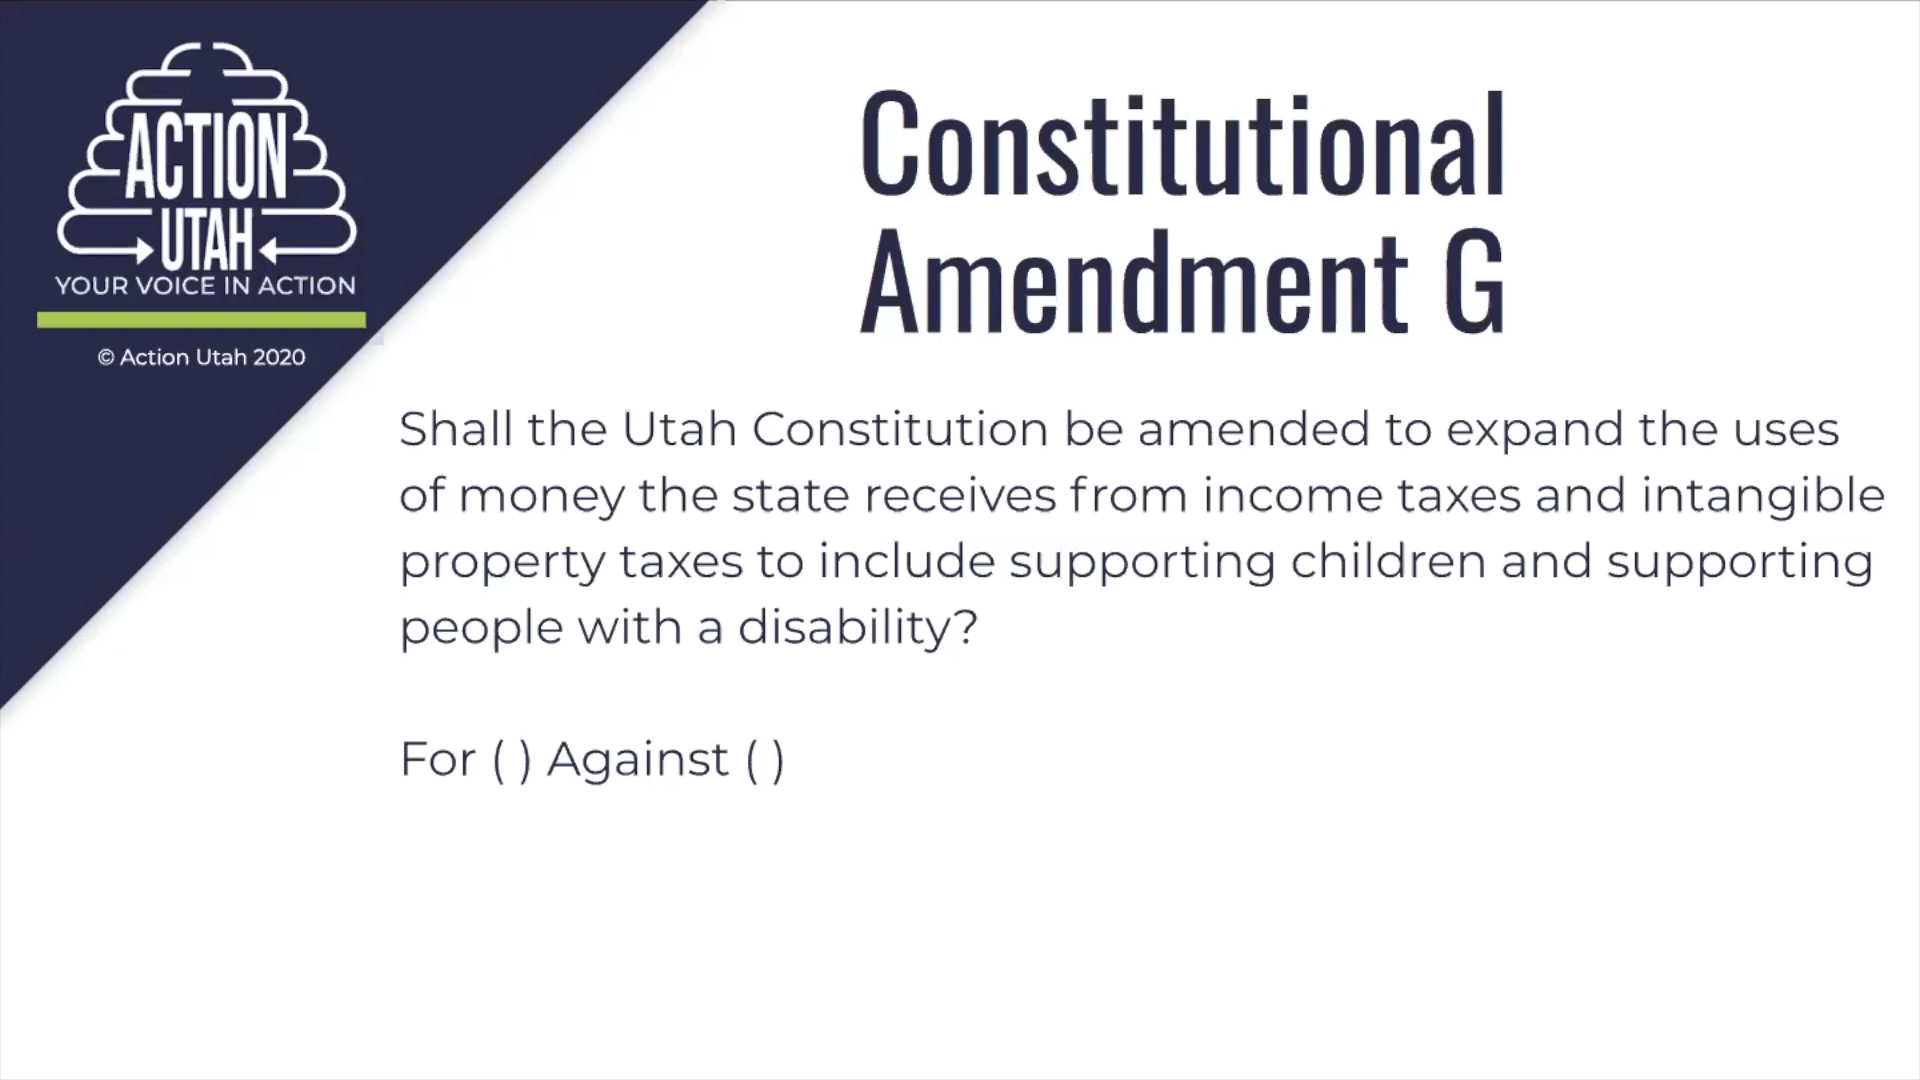 ACTION
UTAH
YOUR VOICE IN ACTION
© Action Utah 2020
Constitutional
Amendment G
Shall the Utah Constitution be amended to expand the uses
of money the state receives from income taxes and intangible
property taxes to include supporting children and supporting
people with a disability?
For ( ) Against ( )